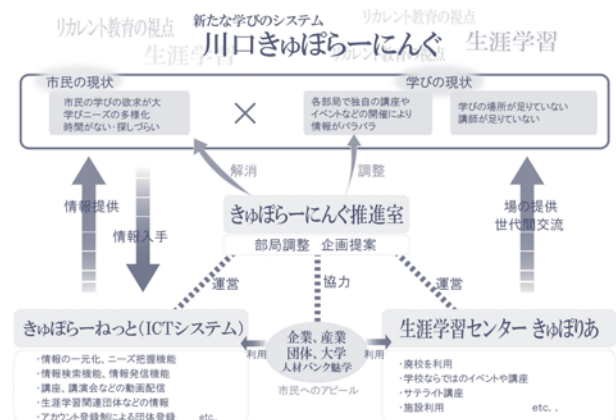 リカレント教育の視点
新たな学びのシステム
リカレント教育の視点
川口きゅぽらーにんぐ
生涯学習
生涯学習
市民の現状
学びの現状
市民の学びの欲求が大
学びニーズの多様化
時間がない・探しづらい
×
各部局で独自の講座や
イベントなどの開催により
情報がバラバラ
学びの場所が足りていない
講師が足りていない
解消
調整
情報提供
情報入手
場の提供
世代間交流
きゅぽらーにんぐ推進室
部局調整 企画提案
運営
協力
運営
きゅぽらーねっと(ICTシステム)
企業、産業
団体、大学
人材バンク魅学
利用
利用
生涯学習センター きゅぽりあ
市民へのアピール
・情報の一元化、ニーズ把握機能
・情報検索機能、情報発信機能
・講座、講演会などの動画配信
・生涯学習関連団体などの情報
・アカウント登録制による団体登録 etc.
・廃校を利用
・学校ならではのイベントや講座
・サテライト講座
・施設利用 etc. .